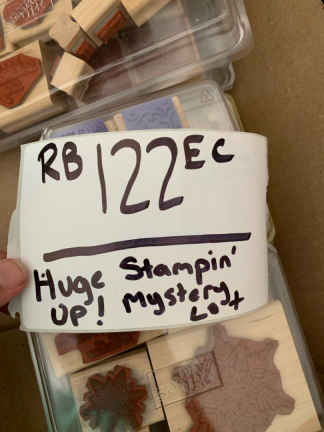 RB 122 EC
Huge Stampin'
UP! Mystery
Lot